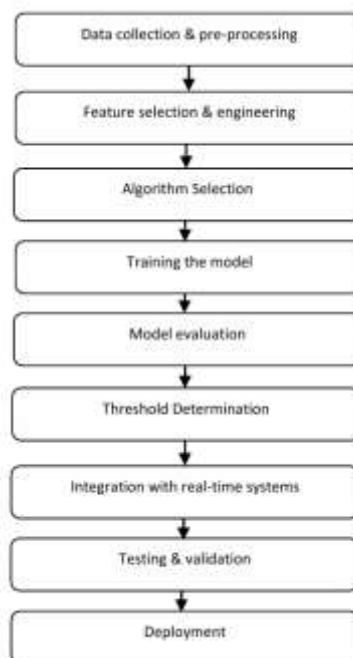 Data collection & pre-processing
Feature selection & engineering
Algorithm Selection
Training the model
Model evaluation
Threshold Determination
Integration with real-time systems
Testing & validation
Deployment